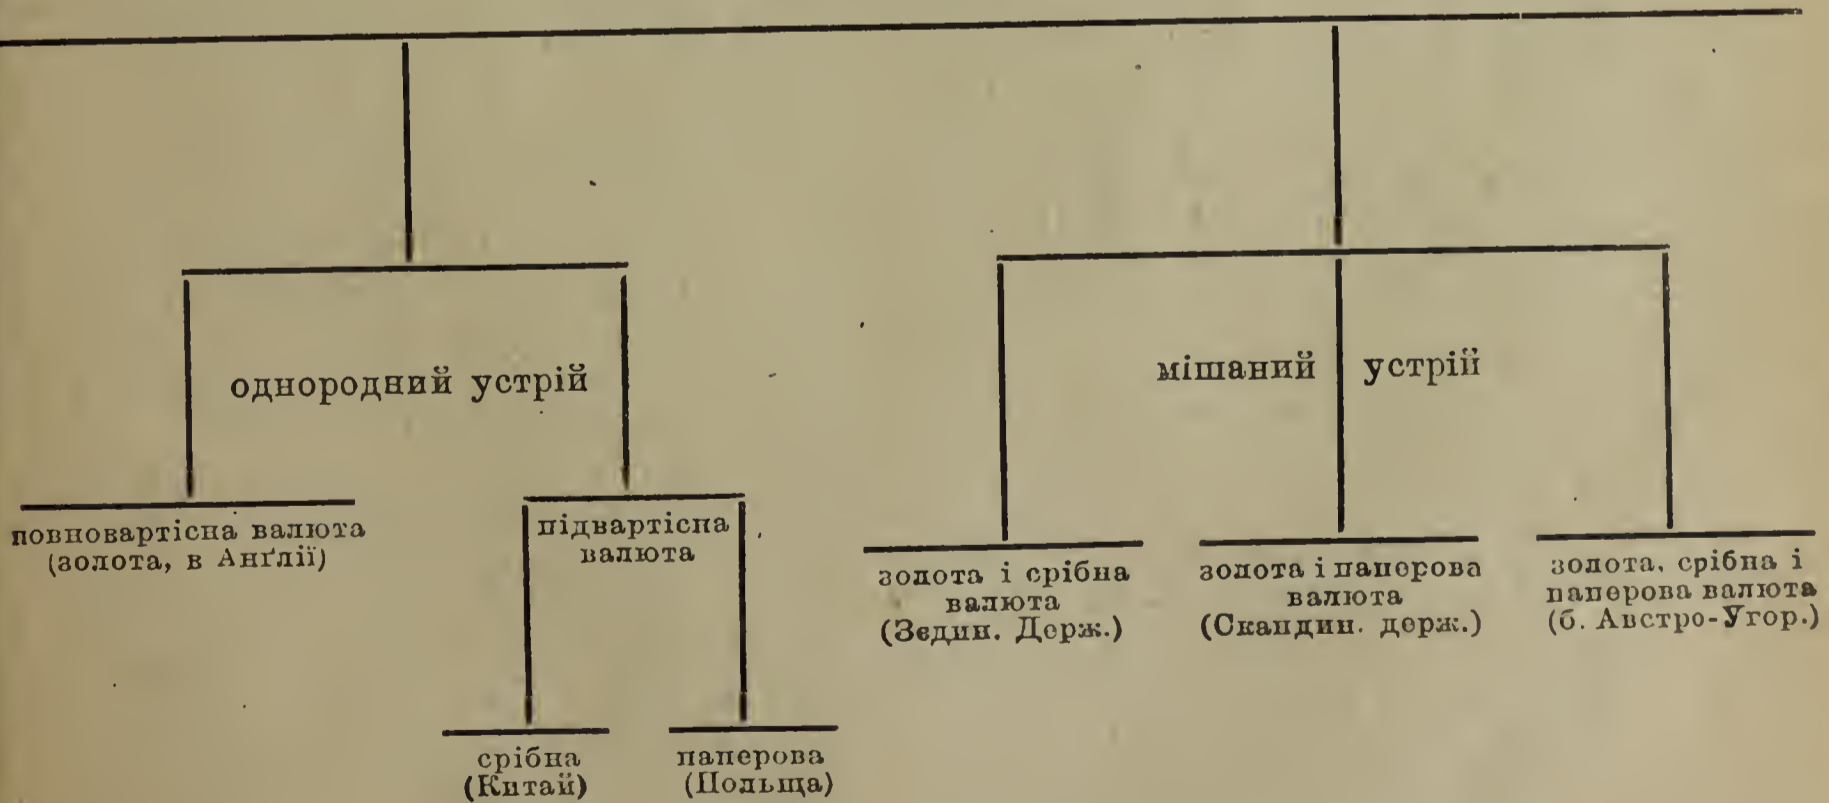 однородний устрій
мішаний устрій
повновартісна валюта
(золота, в Анґлії)
підвартісна
валюта
срібна
(Китай)
паперова
(Польща)
золота і срібна
валюта
(Зєдин. Держ.)
золота і паперова
валюта
(Скандин. держ.)
золота, срібна і
паперова валюта
(б. Австро-Угор.)